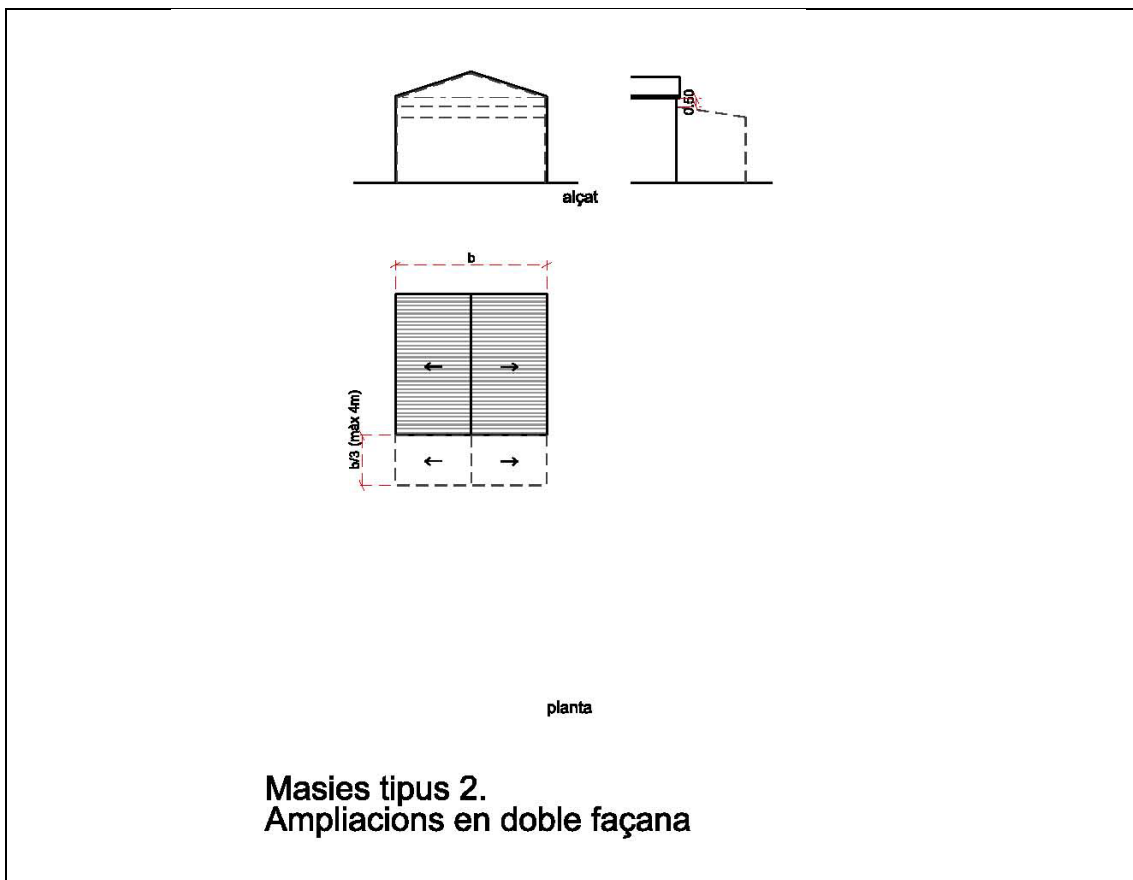 0.50
alçat
b
b/3 (màx 4m)
planta
Masies tipus 2.
Ampliacions en doble façana